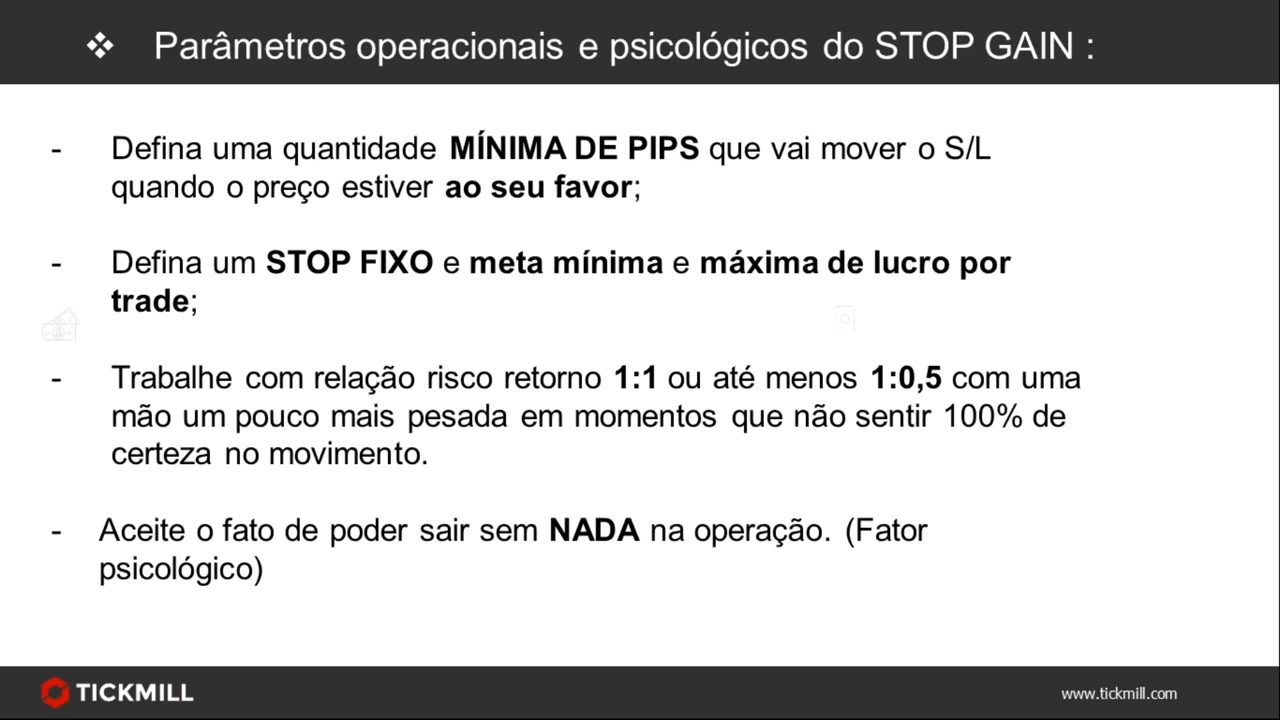 ❖ Parâmetros operacionais e psicológicos do STOP GAIN :
- Defina uma quantidade MÍNIMA DE PIPS que vai mover o S/L
quando o preço estiver ao seu favor;
- Defina um STOP FIXO e meta mínima e máxima de lucro por
trade;
- Trabalhe com relação risco retorno 1:1 ou até menos 1:0,5 com uma
mão um pouco mais pesada em momentos que não sentir 100% de
certeza no movimento.
- Aceite o fato de poder sair sem NADA na operação. (Fator
psicológico)
TICKMILL
www.tickmill.com